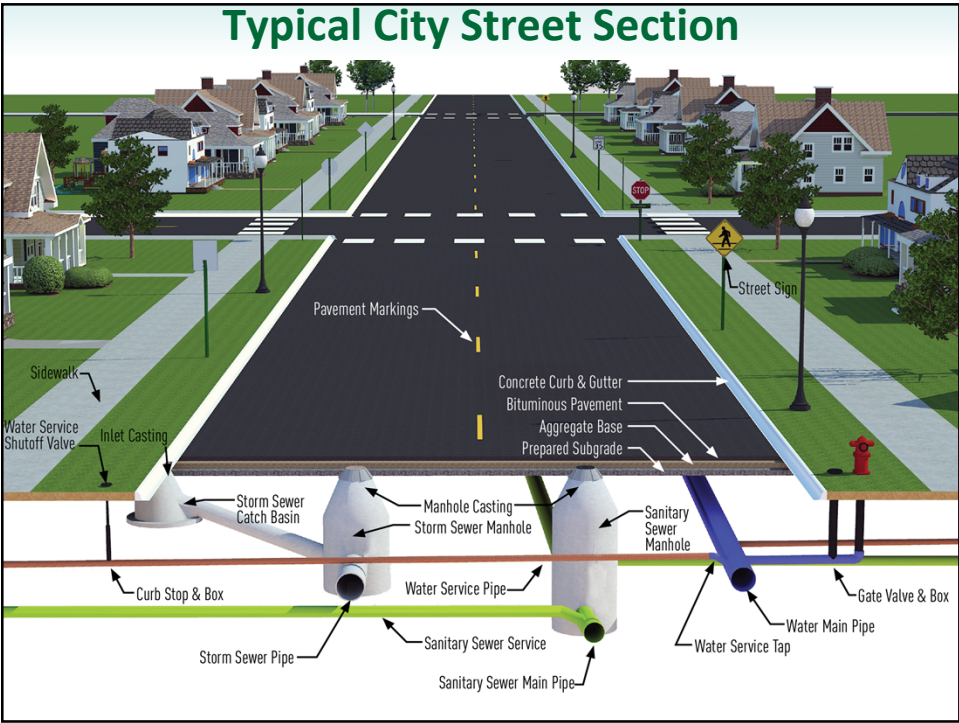 Typical City Street Section
STOP
Street Sign
Pavement Markings
Sidewalk
Concrete Curb & Gutter
Bituminous Pavement
Aggregate Base
Prepared Subgrade
Water Service
Shutoff Valve
Inlet Casting
Storm Sewer
Catch Basin
Manhole Casting
Storm Sewer Manhole
Sanitary
Sewer
Manhole
Curb Stop & Box
Water Service Pipe
Gate Valve & Box
Water Main Pipe
Water Service Tap
Sanitary Sewer Service
Storm Sewer Pipe
Sanitary Sewer Main Pipe